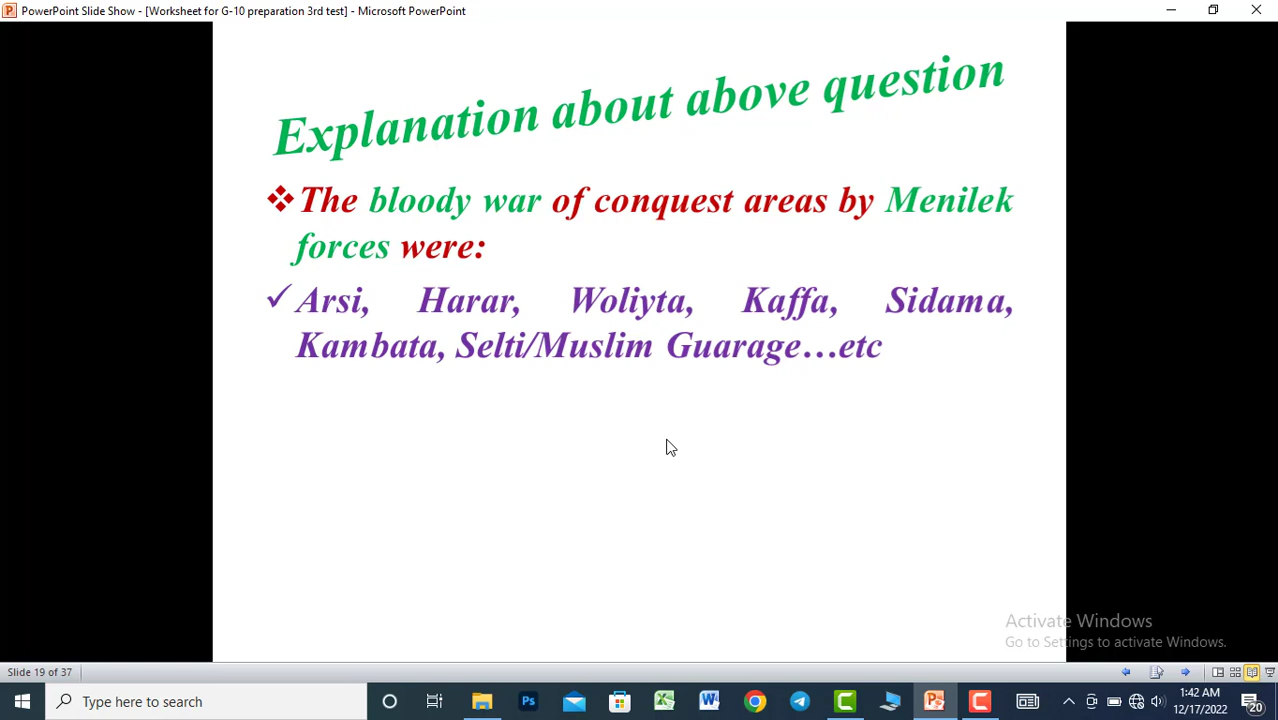 PowerPoint Slide Show - [Worksheet for G-10 preparation 3rd test] - Microsoft PowerPoint
Explanation about above question
The bloody war of conquest areas by Menilek
forces were:
Arsi, Harar, Woliyta, Kaffa, Sidama,
Kambata, Selti/Muslim Guarage...etc
Activate Windows
Go to Settings to activate Windows.
Slide 19 of 37
Type here to search
1:42 AM
12/17/2022
20